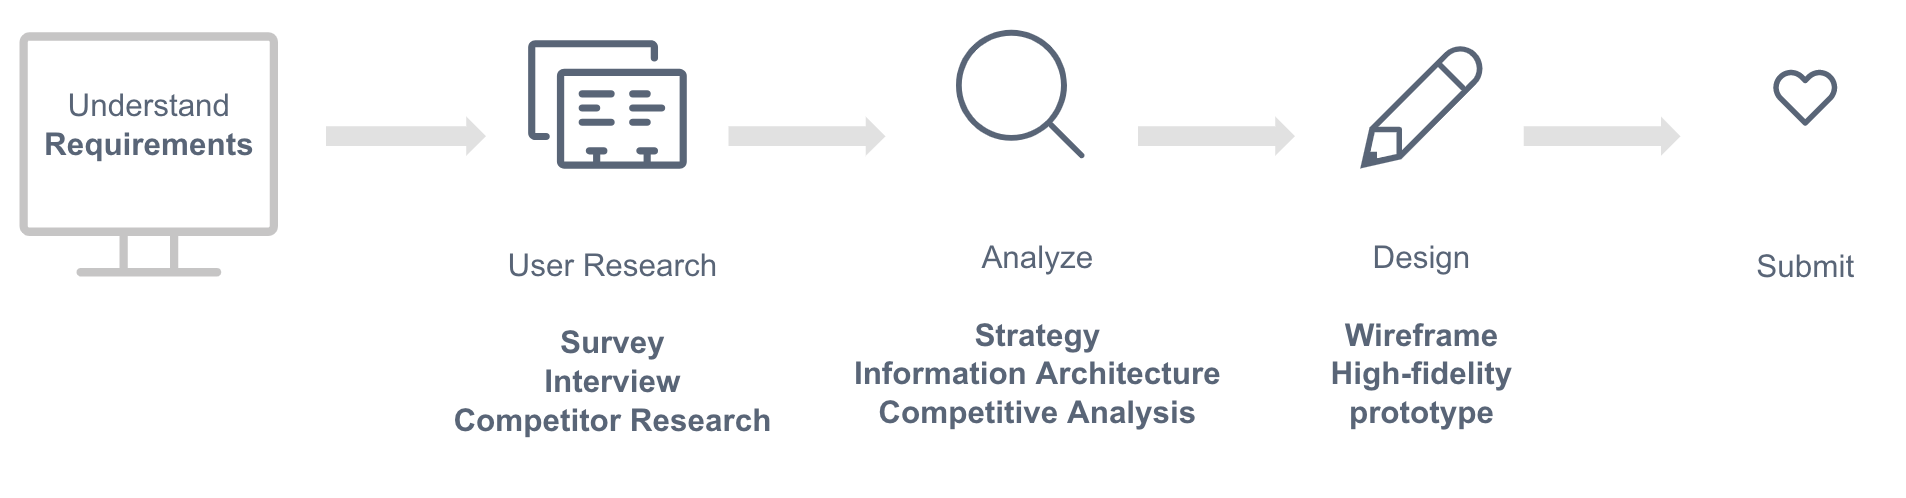 Understand
Requirements
User Research
Survey
Interview
Competitor Research
Analyze
Strategy
Information Architecture
Competitive Analysis
Design
Wireframe
High-fidelity
prototype
Submit